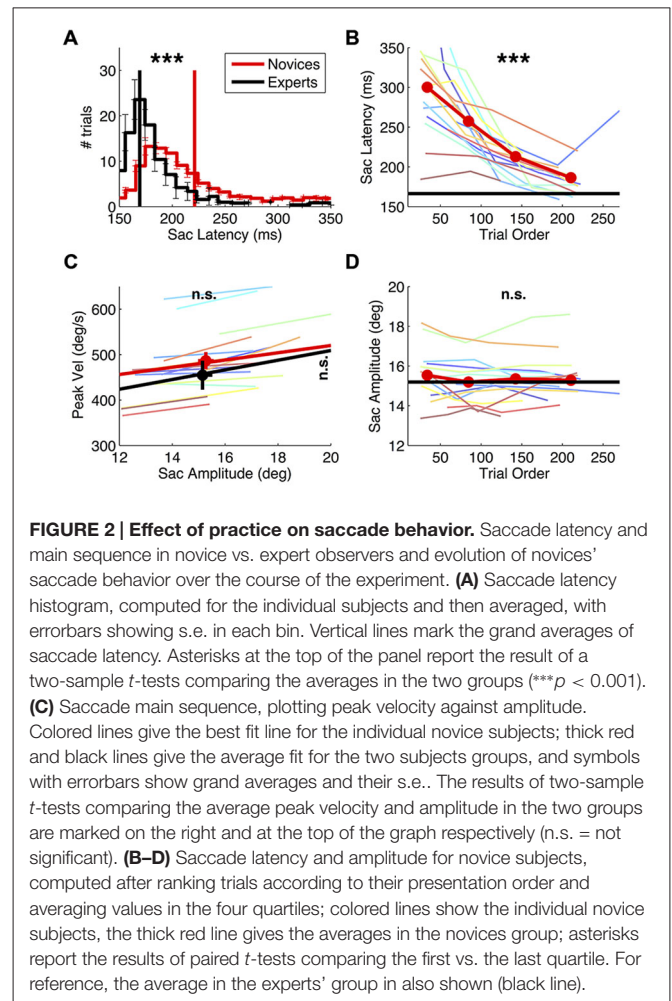 A
***
Novices
Experts
# trials
30
20
10
0
150 200 250 300 350
Sac Latency (ms)
B
***
Sac Latency (ms)
350
300
250
200
150
50 100 150 200 250
Trial Order
C
n.s.
n.s.
Peak Vel (deg/s)
600
500
400
300
12 14 16 18 20
Sac Amplitude (deg)
D
n.s.
Sac Amplitude (deg)
20
18
16
14
12
50 100 150 200 250
Trial Order
FIGURE 2 | Effect of practice on saccade behavior. Saccade latency and
main sequence in novice vs. expert observers and evolution of novices'
saccade behavior over the course of the experiment. (A) Saccade latency
histogram, computed for the individual subjects and then averaged, with
errorbars showing s.e. in each bin. Vertical lines mark the grand averages of
saccade latency. Asterisks at the top of the panel report the result of a
two-sample t-tests comparing the averages in the two groups (***p < 0.001).
(C) Saccade main sequence, plotting peak velocity against amplitude.
Colored lines give the best fit line for the individual novice subjects; thick red
and black lines give the average fit for the two subjects groups, and symbols
with errorbars show grand averages and their s.e.. The results of two-sample
t-tests comparing the average peak velocity and amplitude in the two groups
are marked on the right and at the top of the graph respectively (n.s. = not
significant). (B–D) Saccade latency and amplitude for novice subjects,
computed after ranking trials according to their presentation order and
averaging values in the four quartiles; colored lines show the individual novice
subjects, the thick red line gives the averages in the novices group; asterisks
report the results of paired t-tests comparing the first vs. the last quartile. For
reference, the average in the experts' group in also shown (black line).